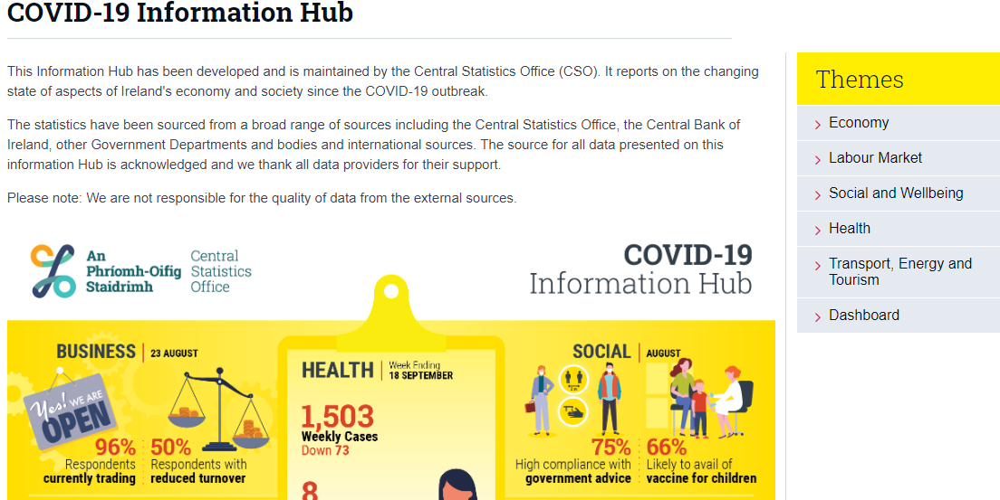 COVID-19 Information Hub
This Information Hub has been developed and is maintained by the Central Statistics Office (CSO). It reports on the changing
state of aspects of Ireland's economy and society since the COVID-19 outbreak.
The statistics have been sourced from a broad range of sources including the Central Statistics Office, the Central Bank of
Ireland, other Government Departments and bodies and international sources. The source for all data presented on this
information Hub is acknowledged and we thank all data providers for their support.
Please note: We are not responsible for the quality of data from the external sources.
Themes
Economy
Labour Market
Social and Wellbeing
Health
Transport, Energy and
Tourism
Dashboard
An
Phríomh-Oifig
Staidrimh
Central
Statistics
Office
COVID-19
Information Hub
BUSINESS | 23 AUGUST
Yes! WE ARE
OPEN
96%
Respondents
currently trading
50%
Respondents with
reduced turnover
HEALTH | Week Ending
18 SEPTEMBER
1,503
Weekly Cases
Down 73
8
SOCIAL | AUGUST
2 m
75%
High compliance with
government advice
66%
Likely to avail of
vaccine for children